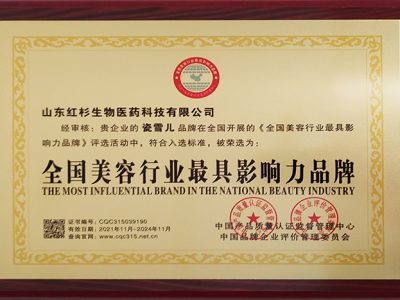 山东红杉生物医药科技有限公司
经审核：贵企业的 瓷雪儿 品牌在全国开展的《全国美容行业最具影
响力品牌》评选活动中，符合入选标准，被荣选为：
全国美容行业最具影响力品牌
THE MOST INFLUENTIAL BRAND IN THE NATIONAL BEAUTY INDUSTRY
证书编号：CQC315039190
有效日期：2021年11月-2024年11月
查询官网：www.cqc315.net.cn
中国产品质量认证监督管理中心
中国品牌企业评价管理委员会